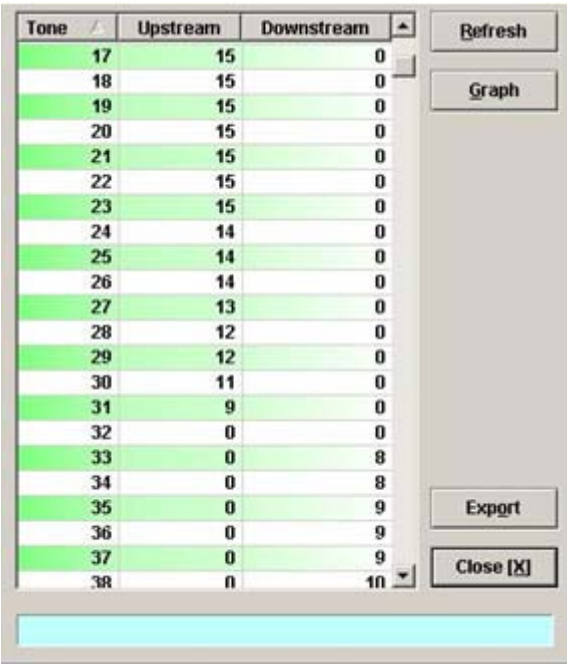 Tone Upstream Downstream
Refresh
Graph
17 15 0
18 15 0
19 15 0
20 15 0
21 15 0
22 15 0
23 15 0
24 14 0
25 14 0
26 14 0
27 13 0
28 12 0
29 12 0
30 11 0
31 9 0
32 0 0
33 0 8
34 0 8
35 0 9
36 0 9
37 0 9
38 0 10
Export
Close [X]